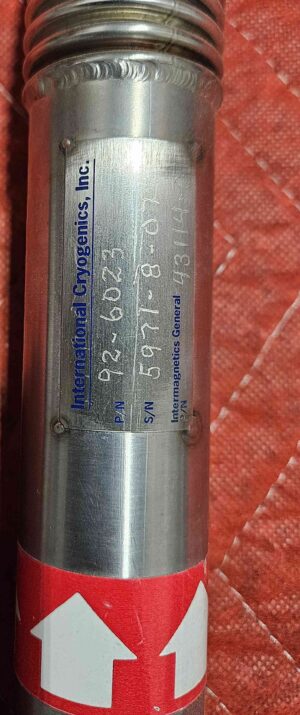 International Cryogenics, Inc.
P/N 92-6023
S/N 5971-8-07
Intermagnetics General
P/N 43114